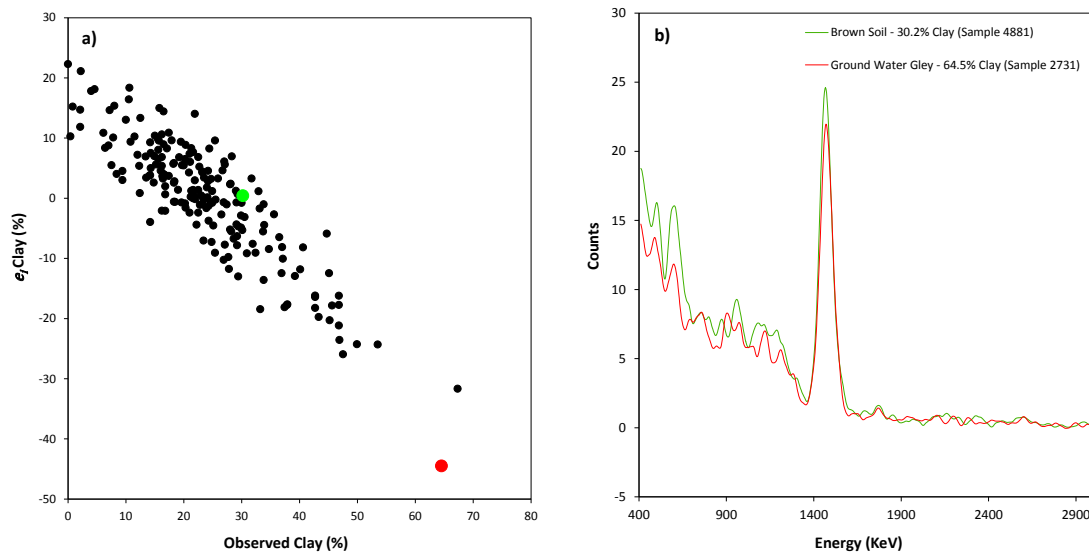 a)
30
20
10
0
-10
-20
-30
-40
-50
0 10 20 30 40 50 60 70 80
eᵢ Clay (%)
Observed Clay (%)
b)
Brown Soil - 30.2% Clay (Sample 4881)
Ground Water Gley - 64.5% Clay (Sample 2731)
30
25
20
15
10
5
0
-5
400 900 1400 1900 2400 2900
Counts
Energy (KeV)